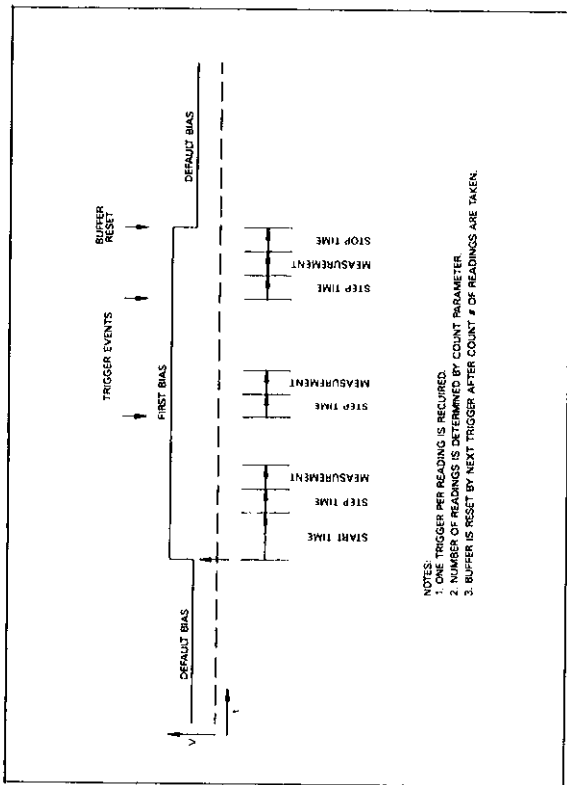 BUFFER
RESET
TRIGGER EVENTS
DEFAULT BIAS
FIRST BIAS
DEFAULT BIAS
V
t
START TIME
STEP TIME
MEASUREMENT
STEP TIME
MEASUREMENT
STEP TIME
MEASUREMENT
STOP TIME
NOTES:
1. ONE TRIGGER PER READING IS REQUIRED.
2. NUMBER OF READINGS IS DETERMINED BY COUNT PARAMETER.
3. BUFFER IS RESET BY NEXT TRIGGER AFTER COUNT # OF READINGS ARE TAKEN.